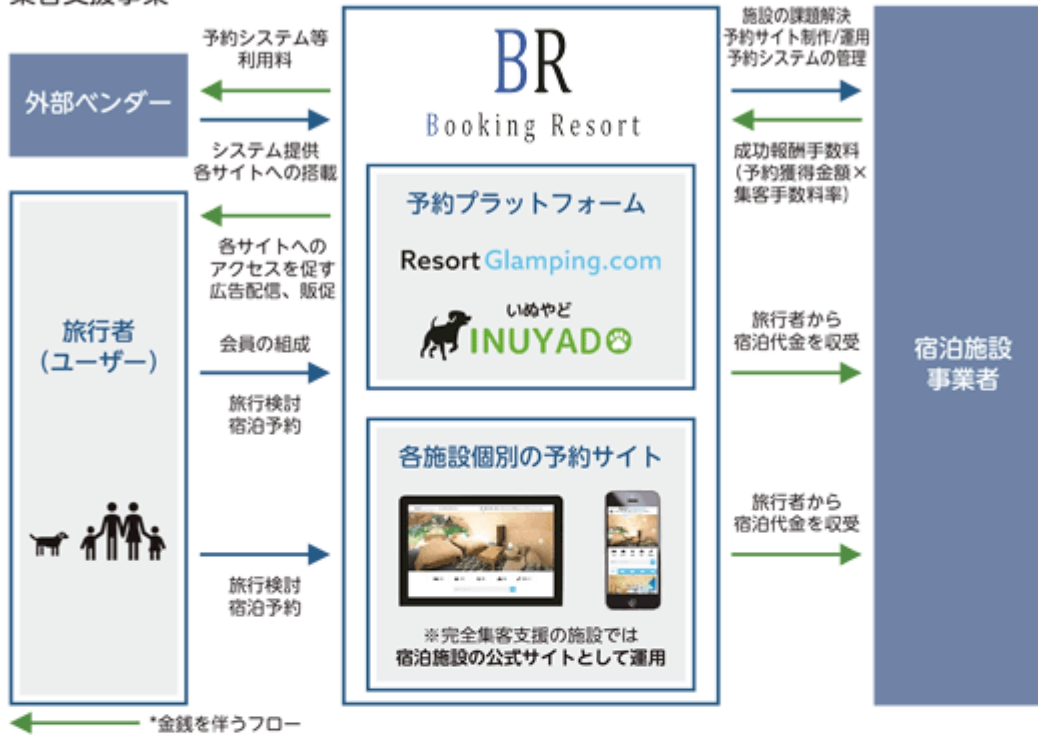 集客支援事業
外部ベンダー
予約システム等
利用料
システム提供
各サイトへの搭載
BR
Booking Resort
施設の課題解決
予約サイト制作/運用
予約システムの管理
成功報酬手数料
(予約獲得金額×
集客手数料率)
旅行者
(ユーザー)
各サイトへの
アクセスを促す
広告配信、販促
会員の組成
旅行検討
宿泊予約
旅行検討
宿泊予約
予約プラットフォーム
Resort Glamping.com
いぬやど
INUYADO
各施設個別の予約サイト
※完全集客支援の施設では
宿泊施設の公式サイトとして運用
旅行者から
宿泊代金を収受
旅行者から
宿泊代金を収受
宿泊施設
事業者
*金銭を伴うフロー